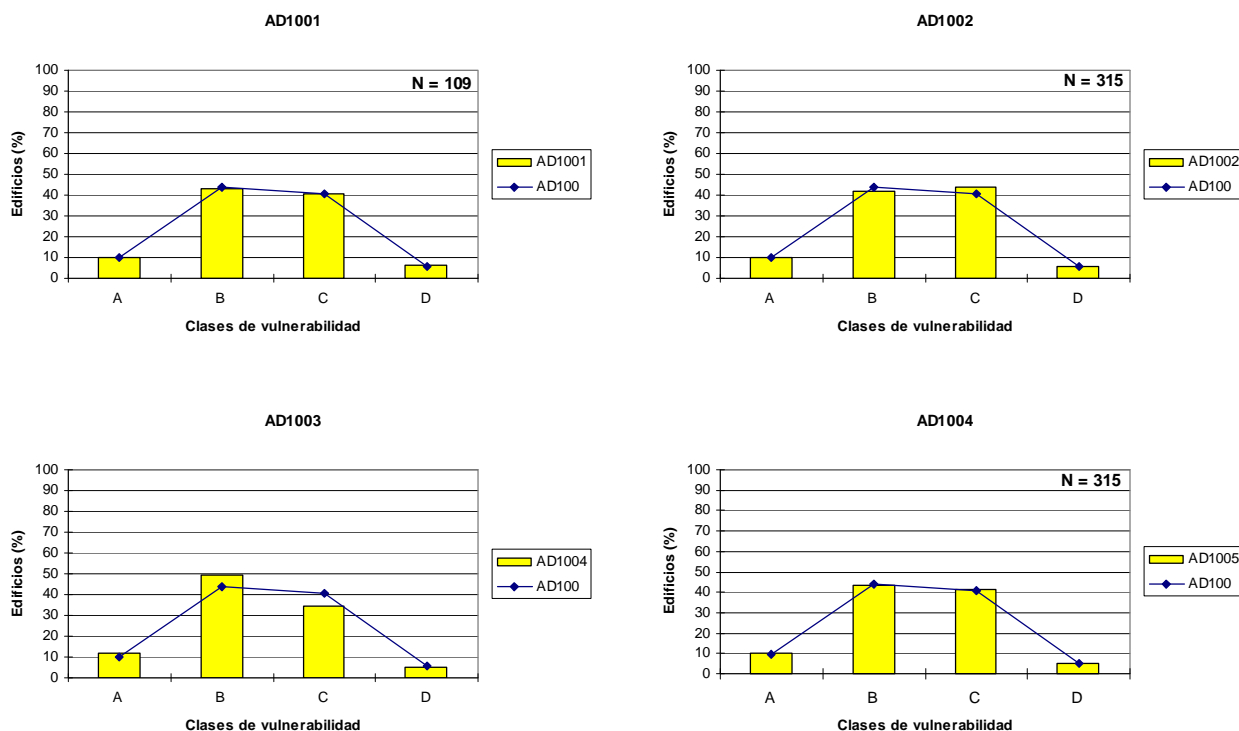 AD1001
N = 109
100
90
80
70
60
50
40
30
20
10
0
Edificios (%)
A B C D
Clases de vulnerabilidad
AD1001
AD100
AD1002
N = 315
100
90
80
70
60
50
40
30
20
10
0
Edificios (%)
A B C D
Clases de vulnerabilidad
AD1002
AD100
AD1003
100
90
80
70
60
50
40
30
20
10
0
Edificios (%)
A B C D
Clases de vulnerabilidad
AD1004
AD100
AD1004
N = 315
100
90
80
70
60
50
40
30
20
10
0
Edificios (%)
A B C D
Clases de vulnerabilidad
AD1005
AD100